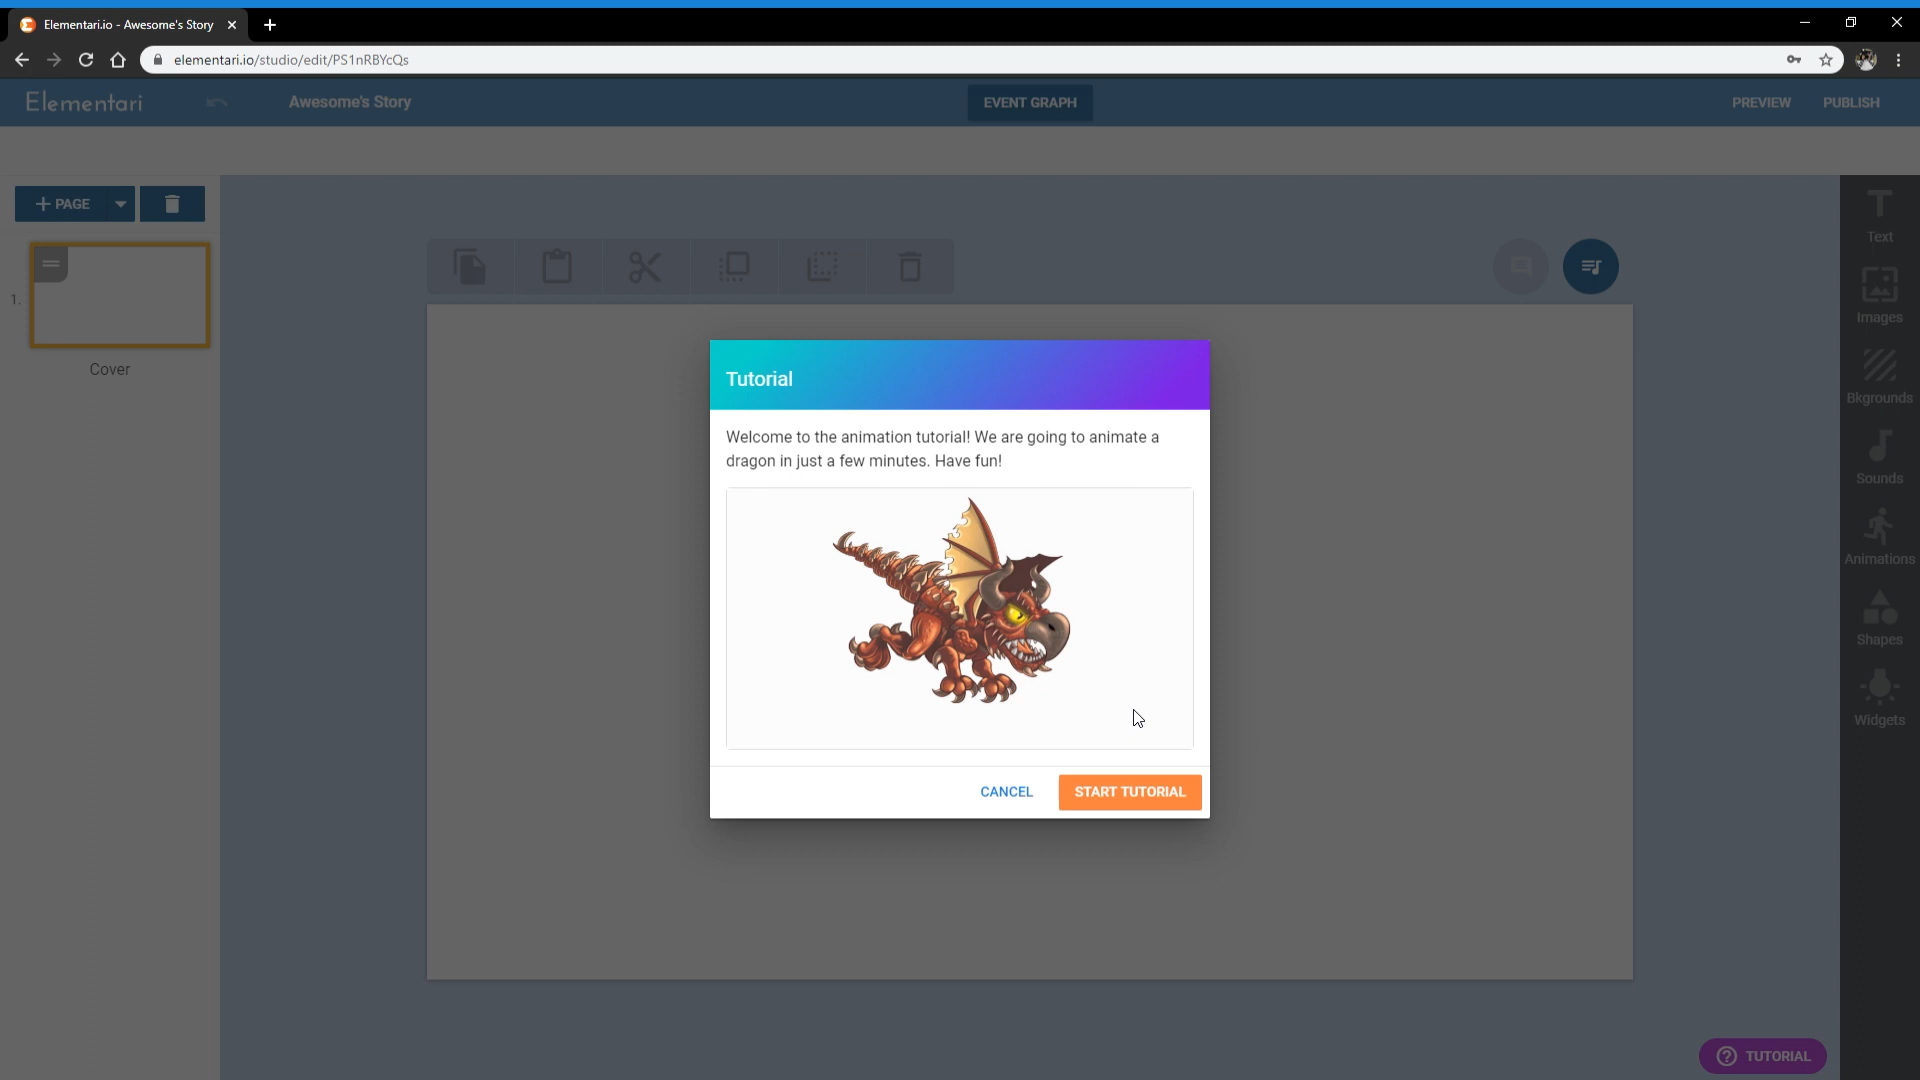 Elementari.io - Awesome's Story
elementari.io/studio/edit/PS1nRBYcQs
Elementari
Awesome's Story
EVENT GRAPH
PREVIEW
PUBLISH
PAGE
1.
Cover
Text
Images
Bkgrounds
Sounds
Animations
Shapes
Widgets
Tutorial
Welcome to the animation tutorial! We are going to animate a
dragon in just a few minutes. Have fun!
CANCEL
START TUTORIAL
TUTORIAL